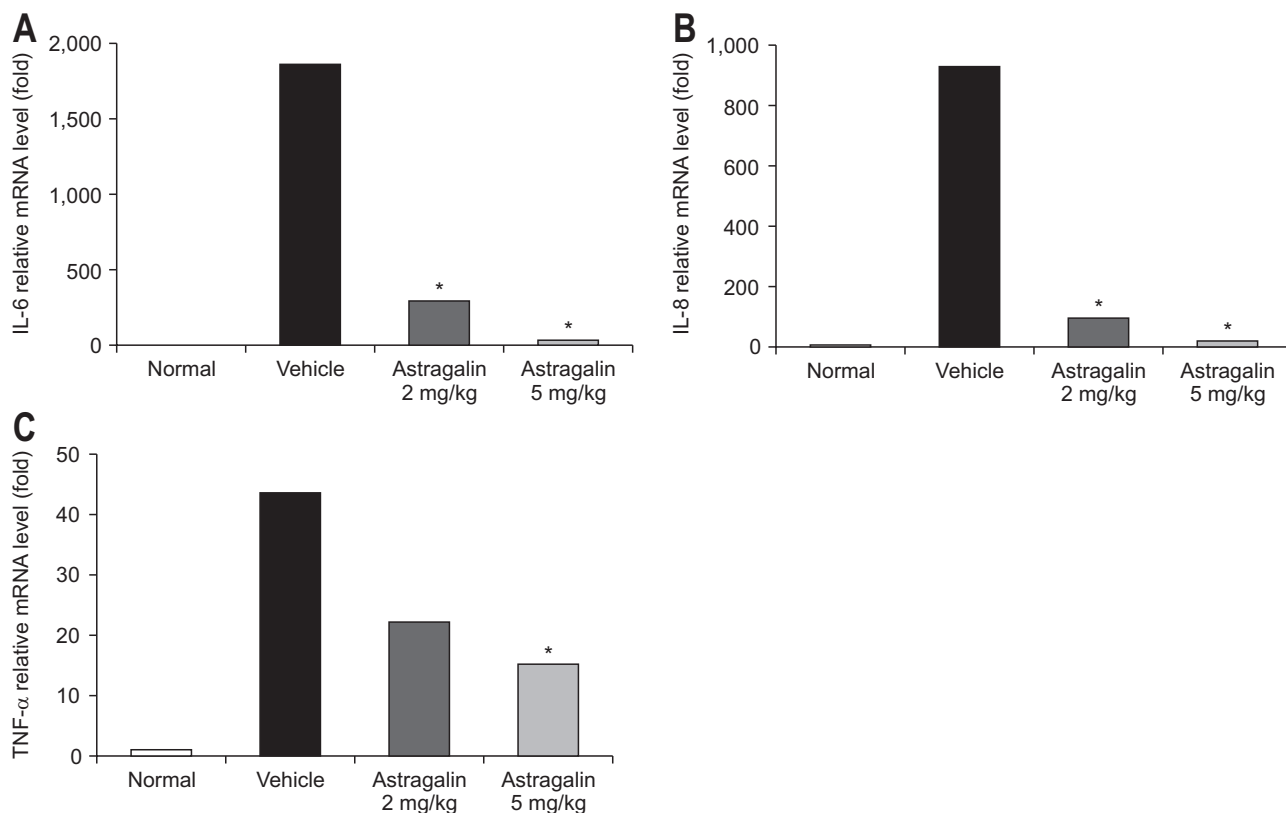 A
IL-6 relative mRNA level (fold)
2,000
1,500
1,000
500
0
*
*
Normal Vehicle Astragalin Astragalin
2 mg/kg 5 mg/kg
B
IL-8 relative mRNA level (fold)
1,000
800
600
400
200
0
*
*
Normal Vehicle Astragalin Astragalin
2 mg/kg 5 mg/kg
C
TNF-α relative mRNA level (fold)
50
40
30
20
10
0
*
Normal Vehicle Astragalin Astragalin
2 mg/kg 5 mg/kg